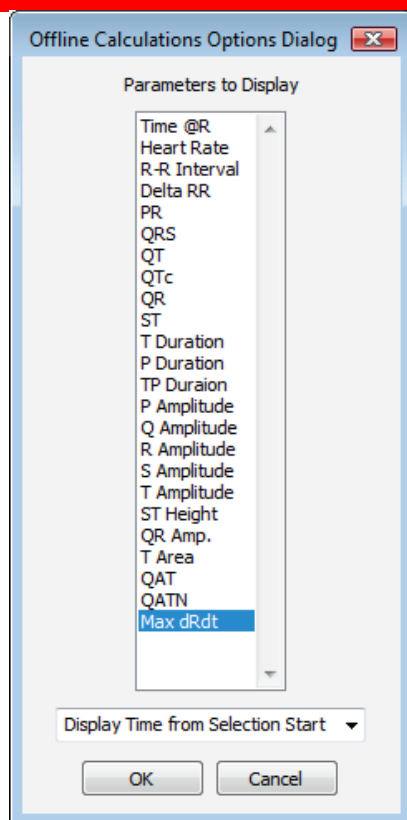 Offline Calculations Options Dialog
Parameters to Display
Time @R
Heart Rate
R-R Interval
Delta RR
PR
QRS
QT
QTc
QR
ST
T Duration
P Duration
TP Duraion
P Amplitude
Q Amplitude
R Amplitude
S Amplitude
T Amplitude
ST Height
QR Amp.
T Area
QAT
QATN
Max dRdt
Display Time from Selection Start
OK Cancel